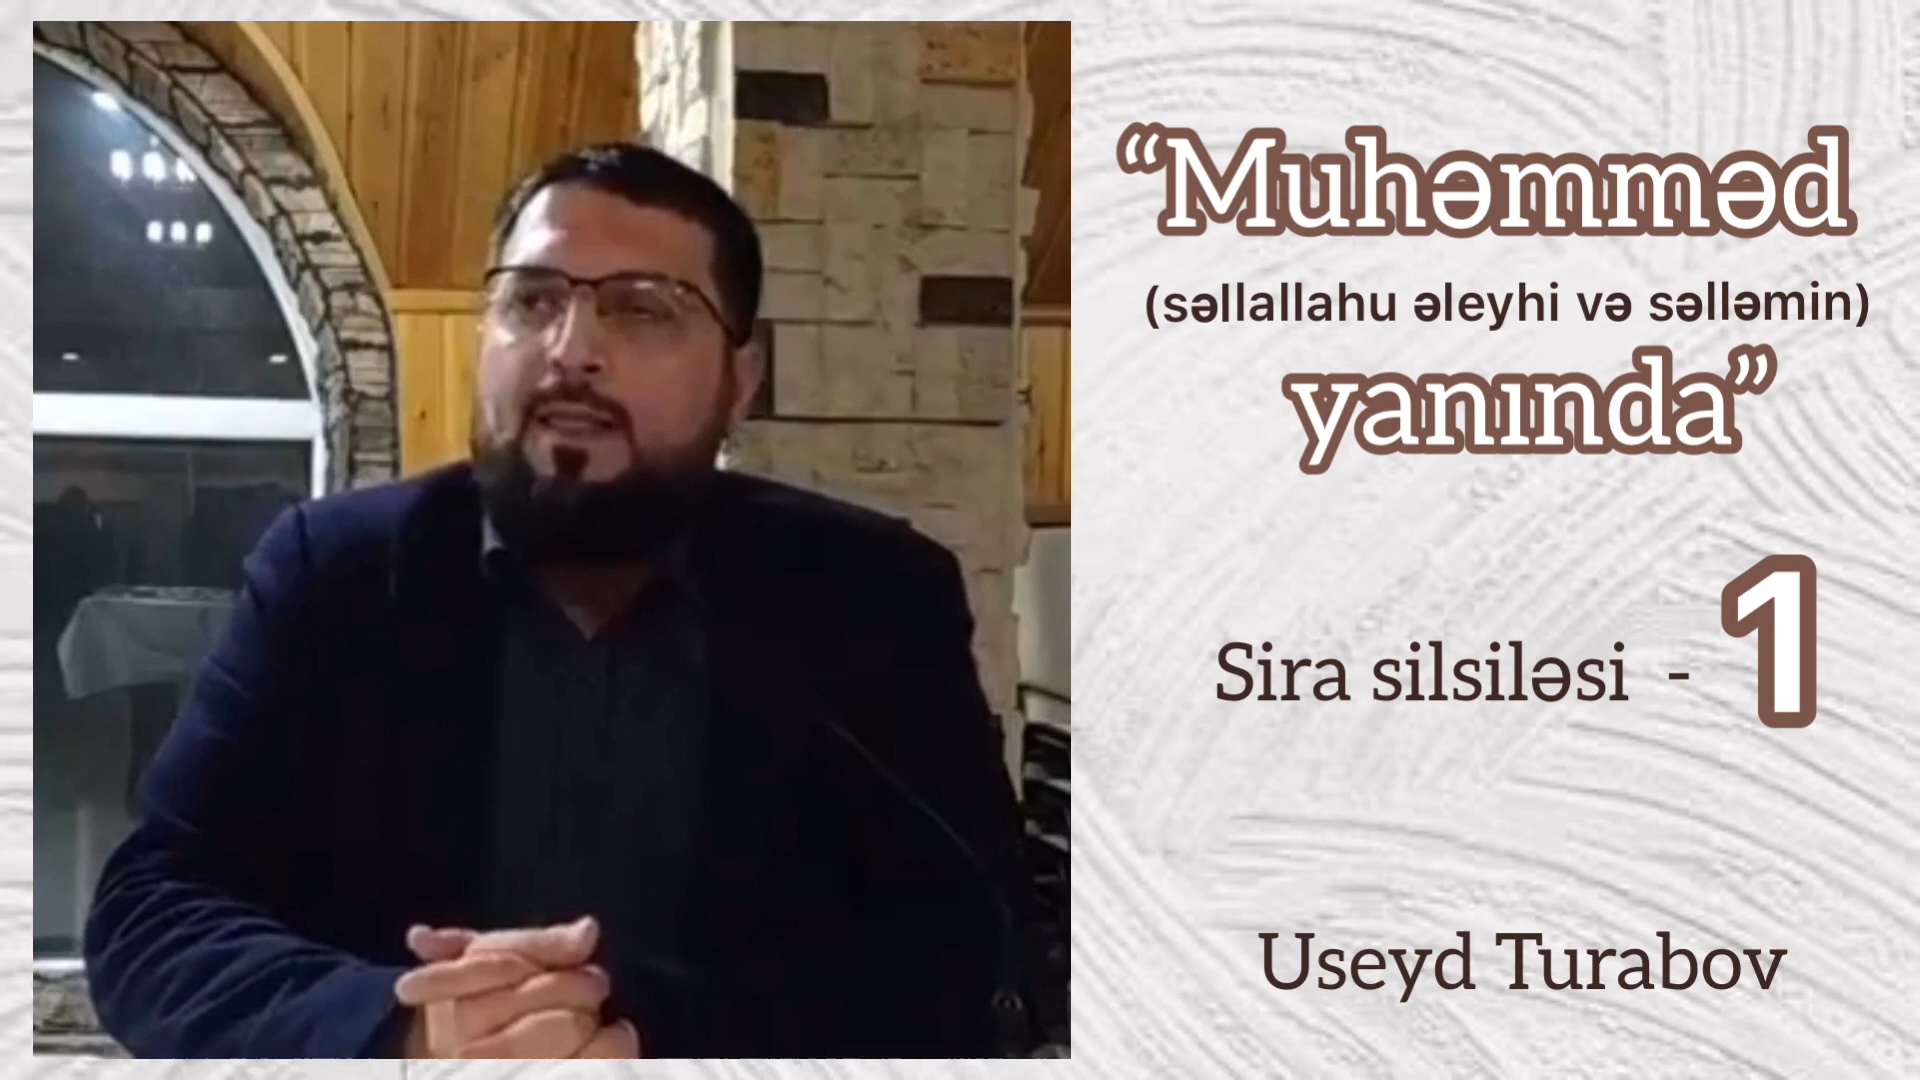 “Muhəmməd
(səllallahu əleyhi və səlləmin)
yanında”
Sira silsiləsi - 1
Useyd Turabov